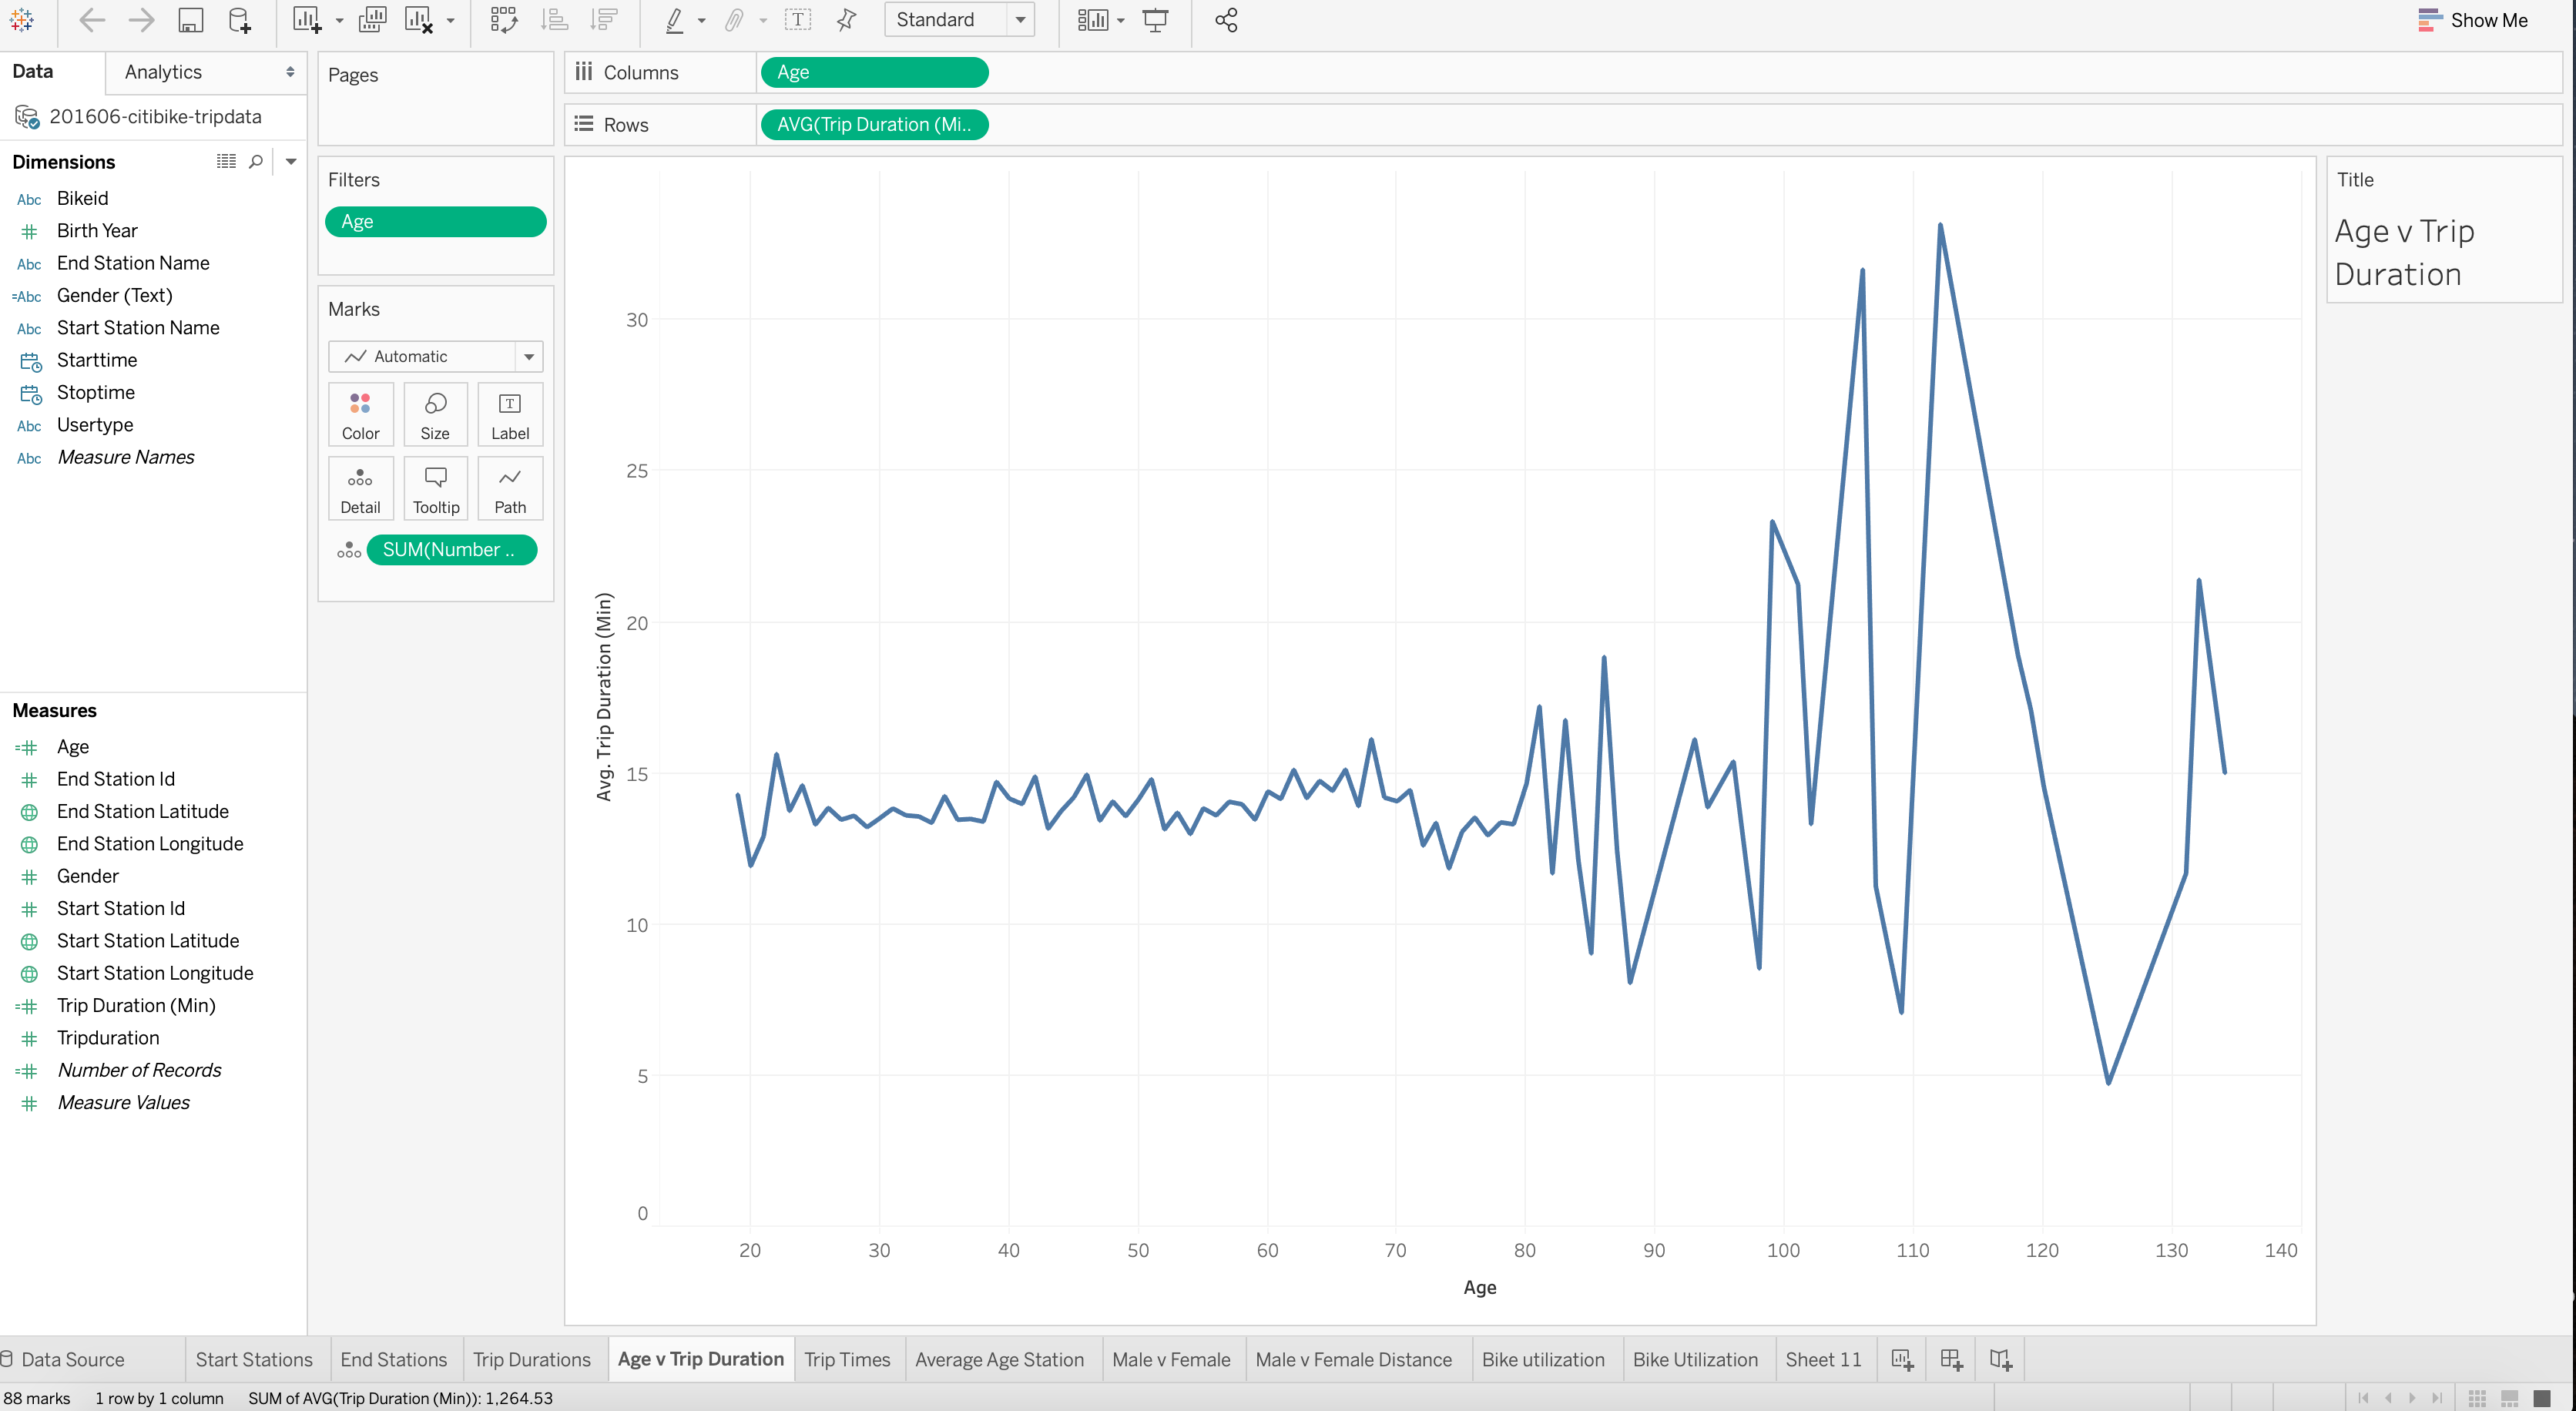 Standard
Show Me
Data
Analytics
201606-citibike-tripdata
Dimensions
Abc Bikeid
Birth Year
Abc End Station Name
=Abc Gender (Text)
Abc Start Station Name
Starttime
Stoptime
Abc Usertype
Abc Measure Names
Measures
Age
End Station Id
End Station Latitude
End Station Longitude
Gender
Start Station Id
Start Station Latitude
Start Station Longitude
Trip Duration (Min)
Tripduration
Number of Records
Measure Values
Pages
Filters
Age
Marks
Automatic
Color Size Label
Detail Tooltip Path
SUM(Number ..
Columns
Age
Rows
AVG(Trip Duration (Mi..
Avg. Trip Duration (Min)
30
25
20
15
10
5
0
20 30 40 50 60 70 80 90 100 110 120 130 140
Age
Title
Age v Trip
Duration
Data Source Start Stations End Stations Trip Durations Age v Trip Duration Trip Times Average Age Station Male v Female Male v Female Distance Bike utilization Bike Utilization Sheet 11
88 marks 1 row by 1 column SUM of AVG(Trip Duration (Min)): 1,264.53